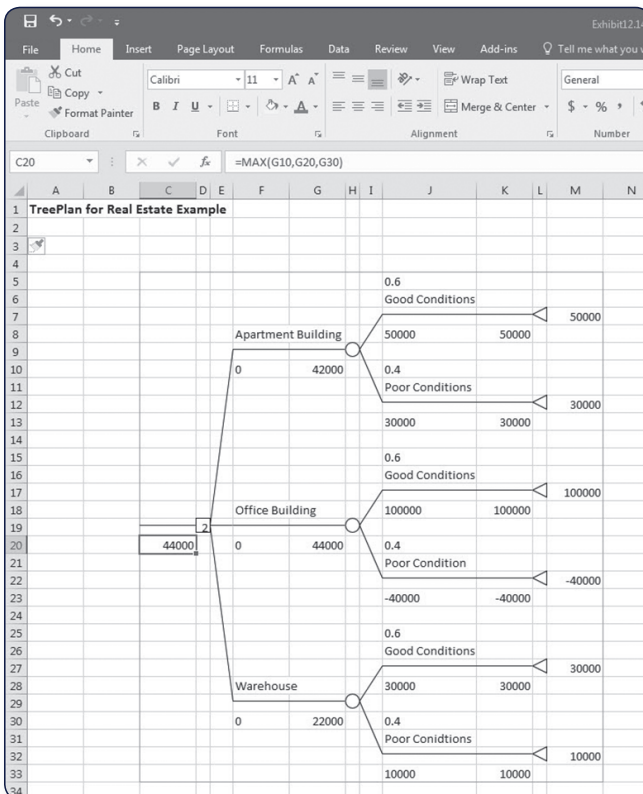 Exhibit12.14
File Home Insert Page Layout Formulas Data Review View Add-ins Tell me what you
Cut
Calibri 11 A A Wrap Text General
Copy
Paste
Format Painter B I U A Merge & Center $ % ,
Clipboard Font Alignment Number
C20 fx =MAX(G10,G20,G30)
A B C D E F G H I J K L M N
1 TreePlan for Real Estate Example
2
3
4
5 0.6
6 Good Conditions
7 50000
8 Apartment Building 50000 50000
9
10 0 42000 0.4
11 Poor Conditions
12 30000
13 30000 30000
14
15 0.6
16 Good Conditions
17 100000
18 Office Building 100000 100000
19 2
20 44000 0 44000 0.4
21 Poor Condition
22 -40000
23 -40000 -40000
24
25 0.6
26 Good Conditions
27 30000
28 Warehouse 30000 30000
29
30 0 22000 0.4
31 Poor Conidtions
32 10000
33 10000 10000
34